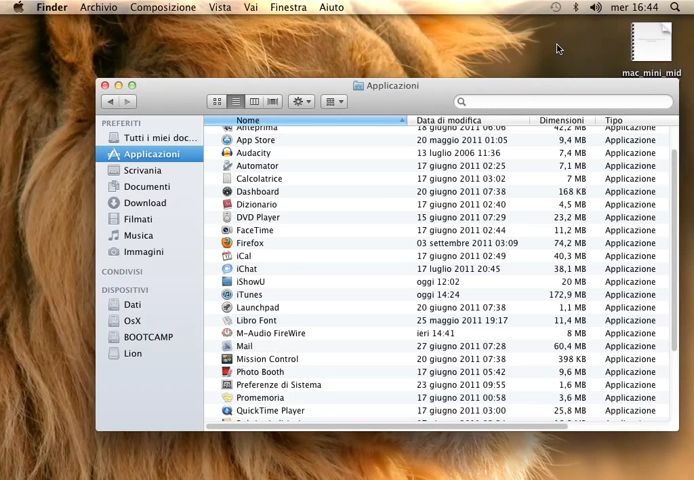 Finder Archivio Composizione Vista Vai Finestra Aiuto mer 16:44
mac_mini_mid
Applicazioni
PREFERITI
Tutti i miei doc...
Applicazioni
Scrivania
Documenti
Download
Filmati
Musica
Immagini
CONDIVISI
DISPOSITIVI
Dati
OsX
BOOTCAMP
Lion
Nome Data di modifica Dimensioni Tipo
Anteprima 18 giugno 2011 06:06 42,2 MB Applicazione
App Store 20 maggio 2011 01:05 9,4 MB Applicazione
Audacity 13 luglio 2006 11:36 7,4 MB Applicazione
Automator 17 giugno 2011 02:25 7,1 MB Applicazione
Calcolatrice 17 giugno 2011 03:02 7 MB Applicazione
Dashboard 20 giugno 2011 07:38 168 KB Applicazione
Dizionario 17 giugno 2011 02:40 4,5 MB Applicazione
DVD Player 15 giugno 2011 07:29 23,2 MB Applicazione
FaceTime 17 giugno 2011 02:44 11,2 MB Applicazione
Firefox 03 settembre 2011 03:09 74,2 MB Applicazione
iCal 17 giugno 2011 02:49 40,3 MB Applicazione
iChat 17 luglio 2011 20:45 38,1 MB Applicazione
iShowU oggi 12:02 20 MB Applicazione
iTunes oggi 14:24 172,9 MB Applicazione
Launchpad 20 giugno 2011 07:38 1,1 MB Applicazione
Libro Font 25 maggio 2011 19:17 11,4 MB Applicazione
M-Audio FireWire ieri 14:41 8 MB Applicazione
Mail 27 giugno 2011 07:28 60,4 MB Applicazione
Mission Control 20 giugno 2011 07:38 398 KB Applicazione
Photo Booth 17 giugno 2011 05:42 9,6 MB Applicazione
Preferenze di Sistema 23 giugno 2011 09:55 1,6 MB Applicazione
Promemoria 17 giugno 2011 00:58 3,6 MB Applicazione
QuickTime Player 17 giugno 2011 03:00 25,8 MB Applicazione